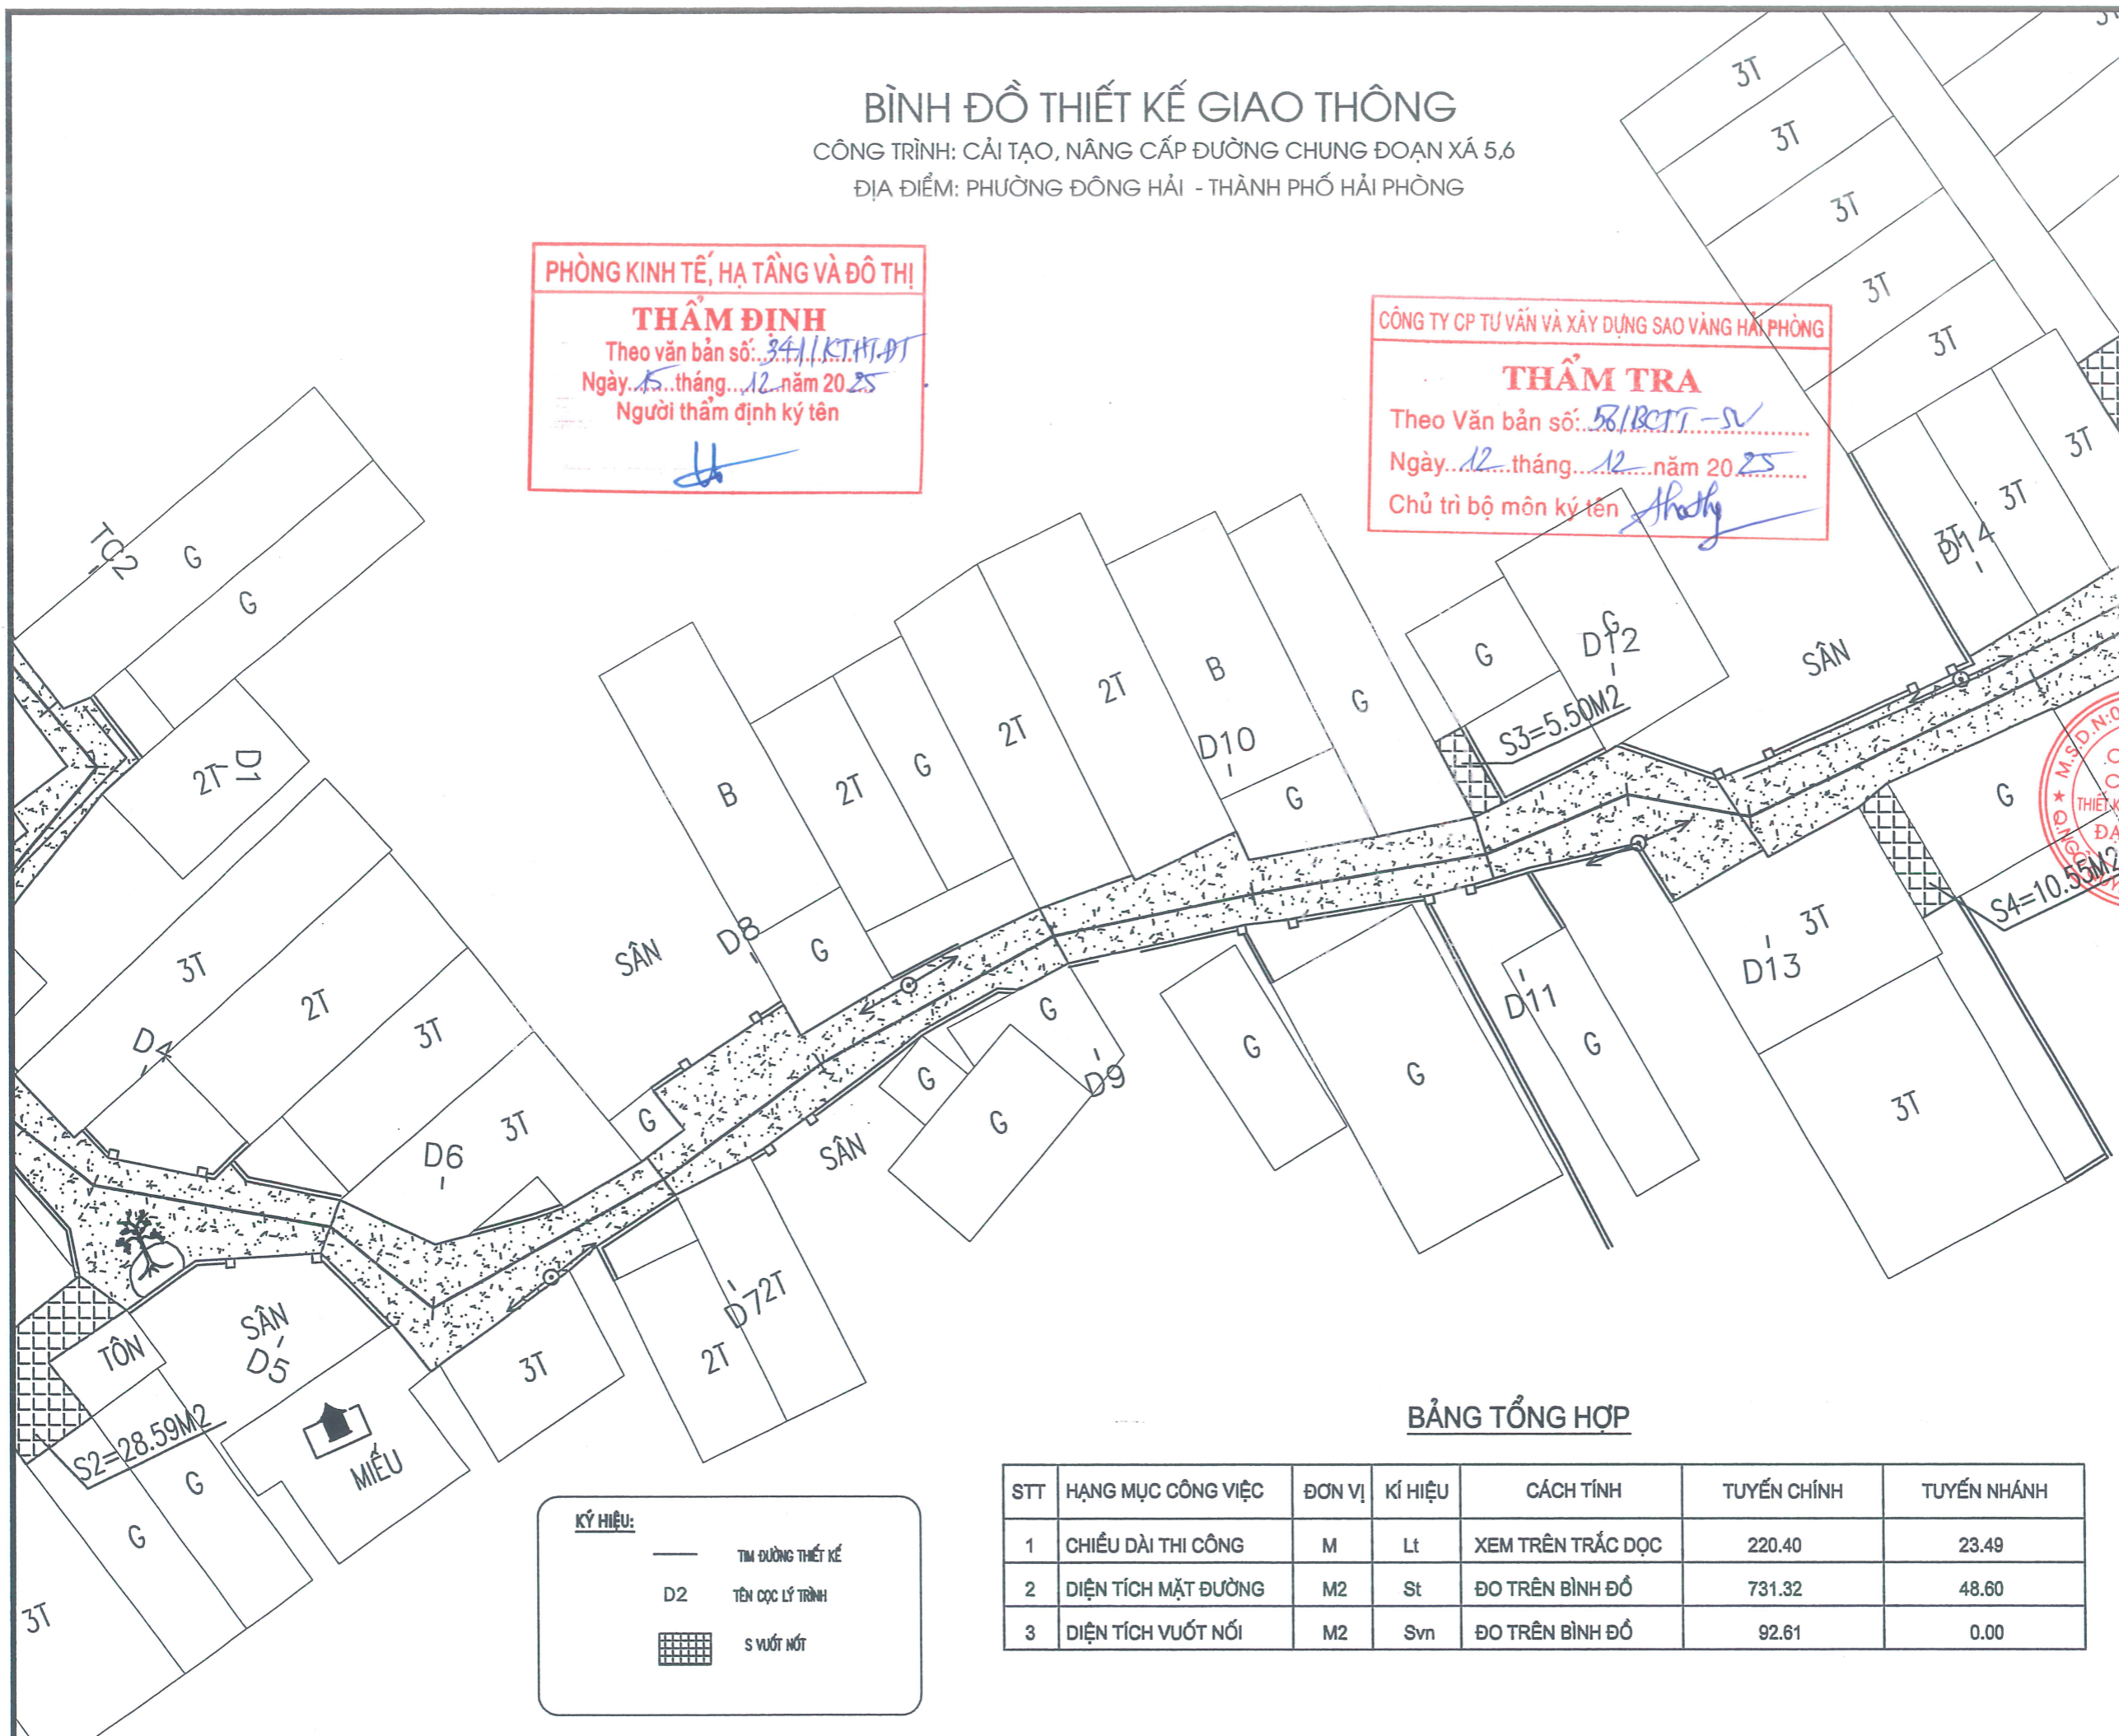 BÌNH ĐỒ THIẾT KẾ GIAO THÔNG
CÔNG TRÌNH: CẢI TẠO, NÂNG CẤP ĐƯỜNG CHUNG ĐOẠN XÁ 5,6
ĐỊA ĐIỂM: PHƯỜNG ĐÔNG HẢI - THÀNH PHỐ HẢI PHÒNG
PHÒNG KINH TẾ, HẠ TẦNG VÀ ĐÔ THỊ
THẨM ĐỊNH
Theo văn bản số: 341/KTHT.ĐT
Ngày 15 tháng 12 năm 2025
Người thẩm định ký tên
CÔNG TY CP TƯ VẤN VÀ XÂY DỰNG SAO VÀNG HẢI PHÒNG
THẨM TRA
Theo Văn bản số: 56/BCTT-SV
Ngày 12 tháng 12 năm 2025
Chủ trì bộ môn ký tên
3T
3T
3T
3T
3T
3T
3T
3T
D14
TC2
G
G
2T
D1
B
2T
G
2T
2T
B
D10
G
G
G
G
D12
S3=5.50M2
SÂN
G
M.S.D.N:0
THIẾT K
S4=10.55M2
3T
2T
3T
D4
3T
D6
SÂN
D8
G
G
G
G
D9
G
SÂN
G
G
D11
G
3T
D13
3T
SÂN
D5
TÔN
S2=28.59M2
MIẾU
G
G
3T
3T
2T
D7
2T
KÝ HIỆU:
TIM ĐƯỜNG THIẾT KẾ
D2 TÊN CỌC LÝ TRÌNH
S VUỐT NỐT
BẢNG TỔNG HỢP
STT HẠNG MỤC CÔNG VIỆC ĐƠN VỊ KÍ HIỆU CÁCH TÍNH TUYẾN CHÍNH TUYẾN NHÁNH
1 CHIỀU DÀI THI CÔNG M Lt XEM TRÊN TRẮC DỌC 220.40 23.49
2 DIỆN TÍCH MẶT ĐƯỜNG M2 St ĐO TRÊN BÌNH ĐỒ 731.32 48.60
3 DIỆN TÍCH VUỐT NỐI M2 Svn ĐO TRÊN BÌNH ĐỒ 92.61 0.00